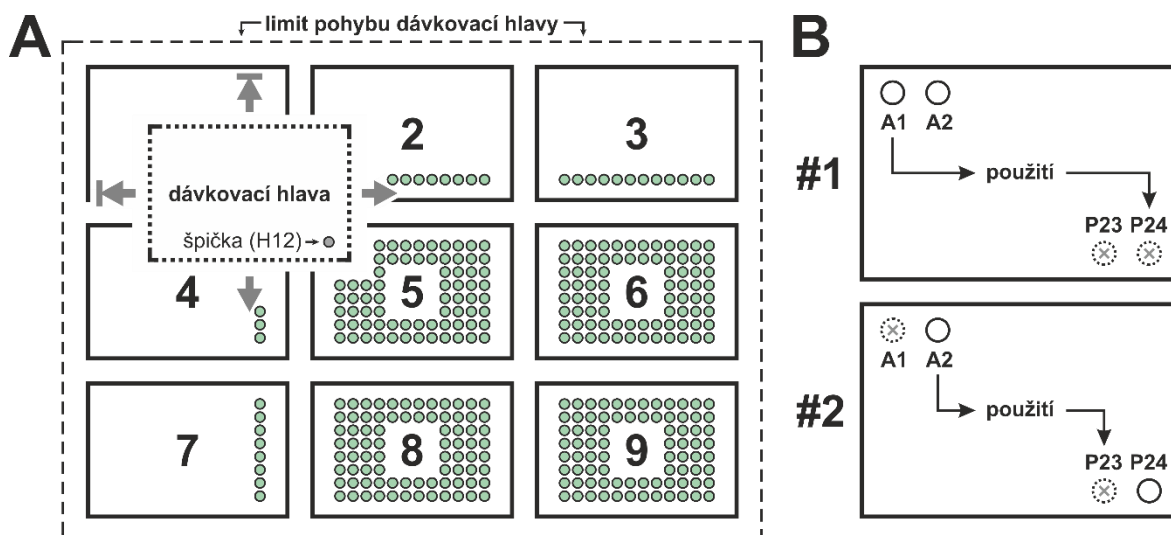 A
limit pohybu dávkovací hlavy
B
2
3
dávkovací hlava
špička (H12)
4
5
6
7
8
9
#1
A1 A2
použití
P23 P24
#2
A1 A2
použití
P23 P24